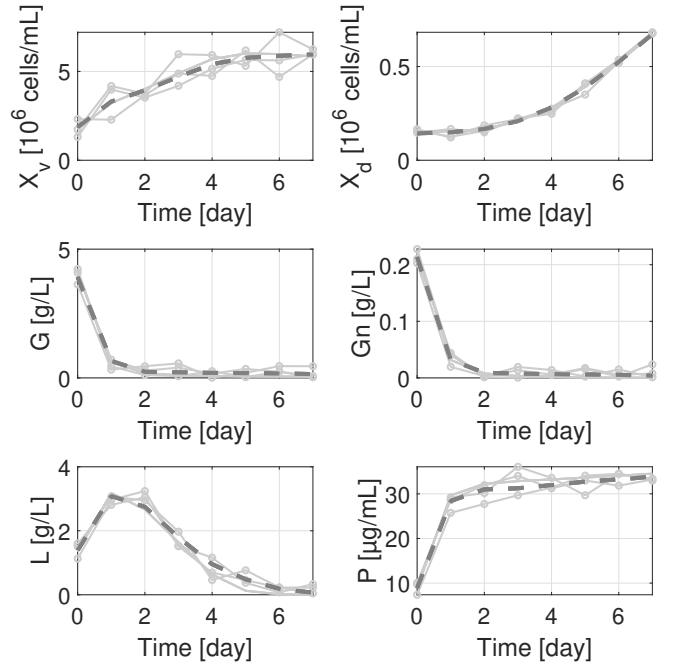 X_v [10^6 cells/mL]
5
0
0 2 4 6
Time [day]
X_d [10^6 cells/mL]
0.5
0
0 2 4 6
Time [day]
G [g/L]
5
0
0 2 4 6
Time [day]
Gn [g/L]
0.2
0.1
0
0 2 4 6
Time [day]
L [g/L]
4
2
0
0 2 4 6
Time [day]
P [µg/mL]
30
20
10
0 2 4 6
Time [day]